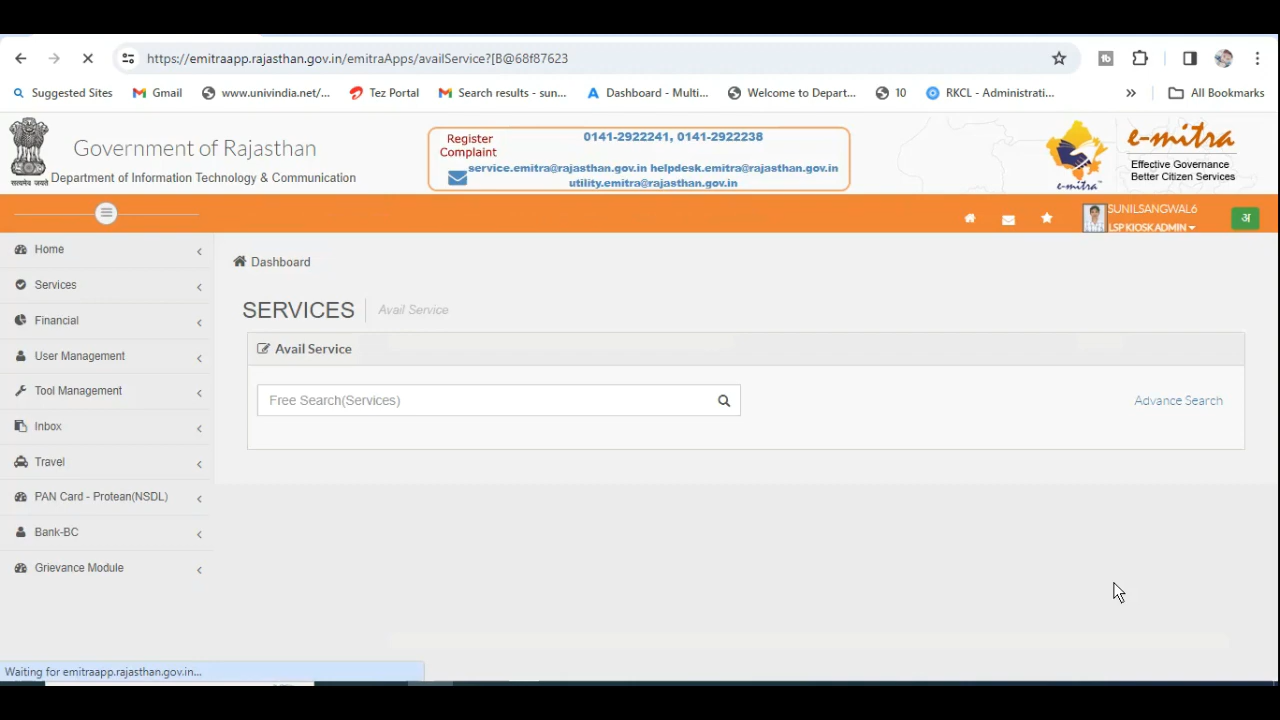 https://emitraapp.rajasthan.gov.in/emitraApps/availService?[B@68f87623
Suggested Sites
Gmail
www.univindia.net/...
Tez Portal
Search results - sun...
Dashboard - Multi...
Welcome to Depart...
10
RKCL - Administrati...
»
All Bookmarks
सत्यमेव जयते
Government of Rajasthan
Department of Information Technology & Communication
Register
Complaint
0141-2922241, 0141-2922238
service.emitra@rajasthan.gov.in helpdesk.emitra@rajasthan.gov.in
utility.emitra@rajasthan.gov.in
e-mitra™
e-mitra
Effective Governance
Better Citizen Services
SUNILSANGWAL6
LSP KIOSK ADMIN
अ
Home
Services
Financial
User Management
Tool Management
Inbox
Travel
PAN Card - Protean(NSDL)
Bank-BC
Grievance Module
Dashboard
SERVICES
Avail Service
Avail Service
Free Search(Services)
Advance Search
Waiting for emitraapp.rajasthan.gov.in...